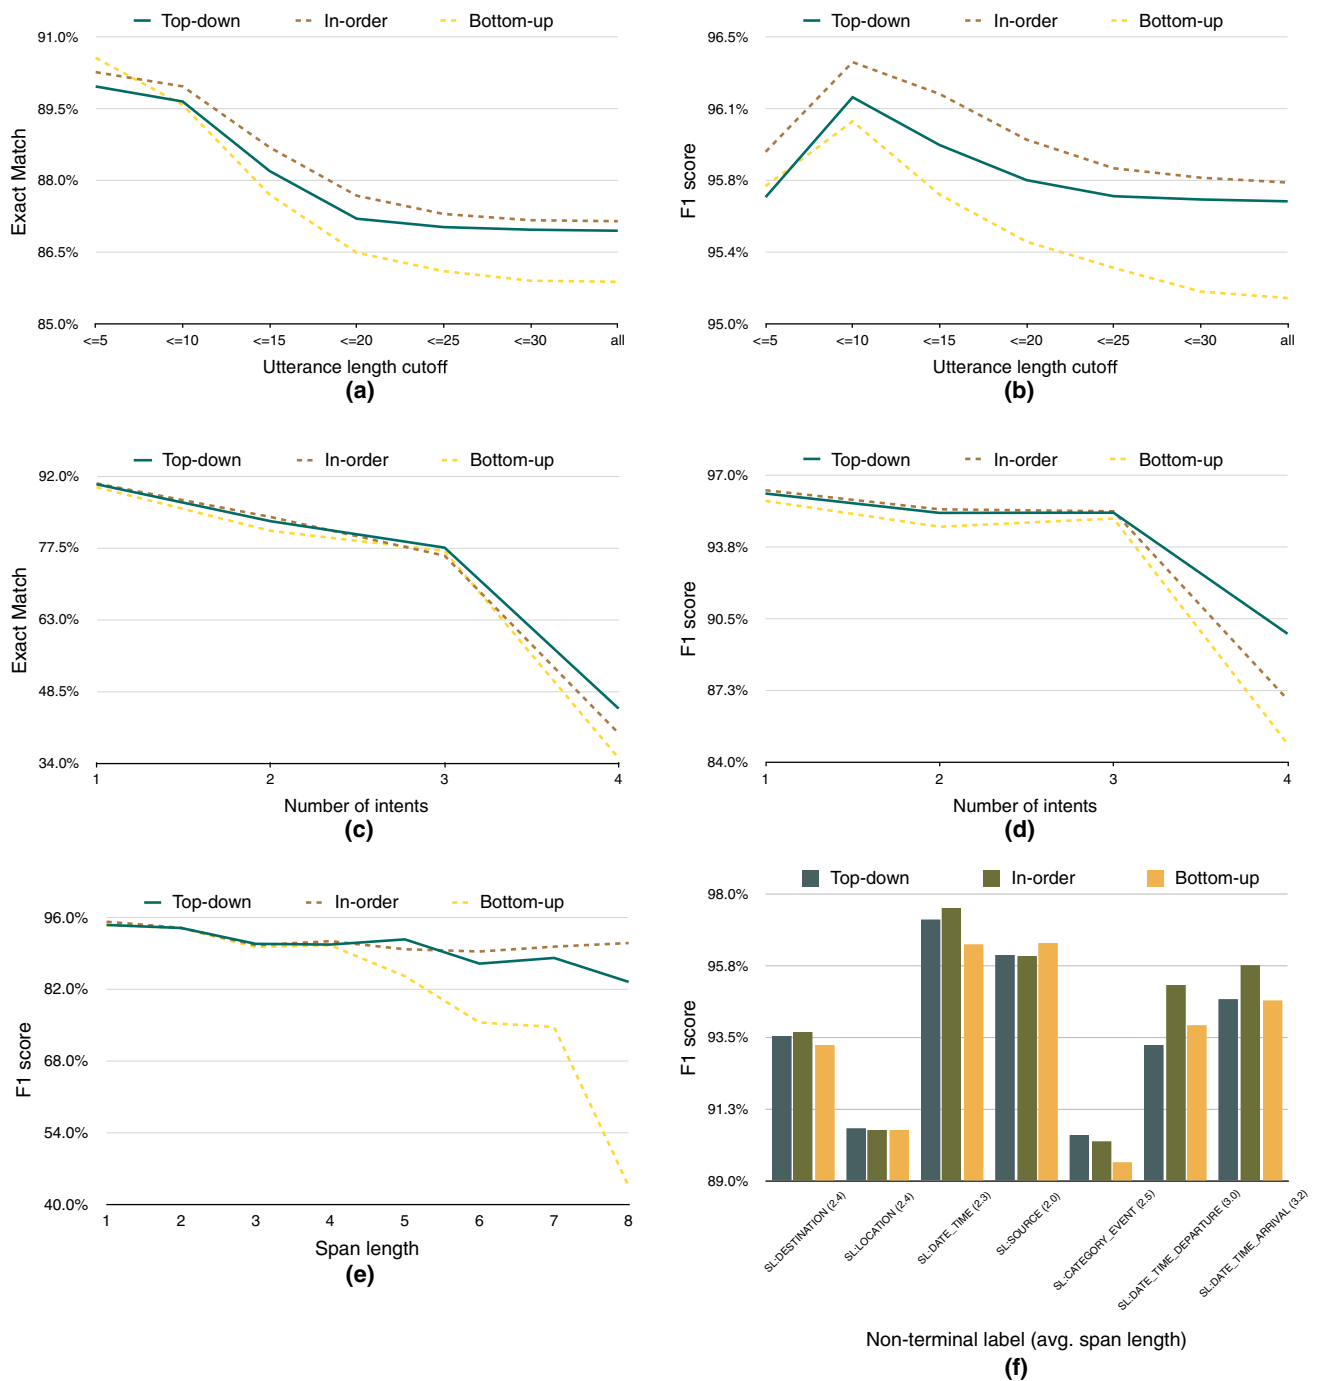 Top-down In-order Bottom-up
91.0%
89.5%
88.0%
86.5%
85.0%
Exact Match
<=5 <=10 <=15 <=20 <=25 <=30 all
Utterance length cutoff
(a)
Top-down In-order Bottom-up
96.5%
96.1%
95.8%
95.4%
95.0%
F1 score
<=5 <=10 <=15 <=20 <=25 <=30 all
Utterance length cutoff
(b)
Top-down In-order Bottom-up
92.0%
77.5%
63.0%
48.5%
34.0%
Exact Match
1 2 3 4
Number of intents
(c)
Top-down In-order Bottom-up
97.0%
93.8%
90.5%
87.3%
84.0%
F1 score
1 2 3 4
Number of intents
(d)
Top-down In-order Bottom-up
96.0%
82.0%
68.0%
54.0%
40.0%
F1 score
1 2 3 4 5 6 7 8
Span length
(e)
Top-down In-order Bottom-up
98.0%
95.8%
93.5%
91.3%
89.0%
F1 score
SL:DESTINATION (2.4)
SL:LOCATION (2.4)
SL:DATE_TIME (2.3)
SL:SOURCE (2.0)
SL:CATEGORY_EVENT (2.5)
SL:DATE_TIME_DEPARTURE (3.0)
SL:DATE_TIME_ARRIVAL (3.2)
Non-terminal label (avg. span length)
(f)